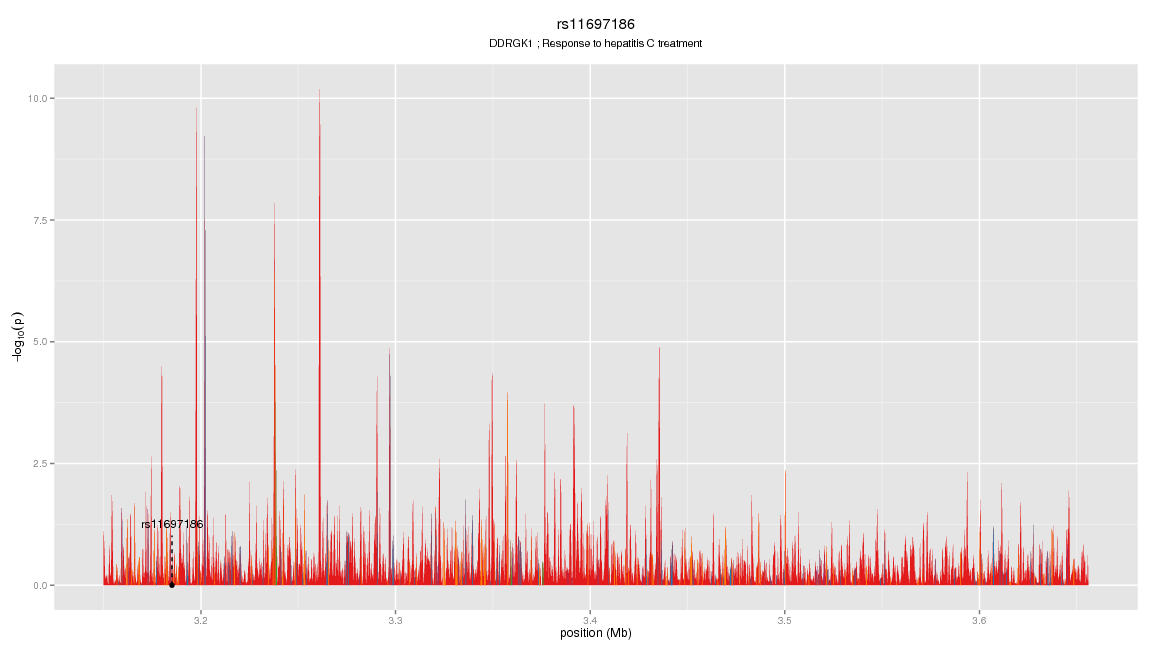 rs11697186
DDRGK1 ; Response to hepatitis C treatment
10.0
7.5
5.0
2.5
0.0
−log10(p)
rs11697186
3.2
3.3
3.4
3.5
3.6
position (Mb)